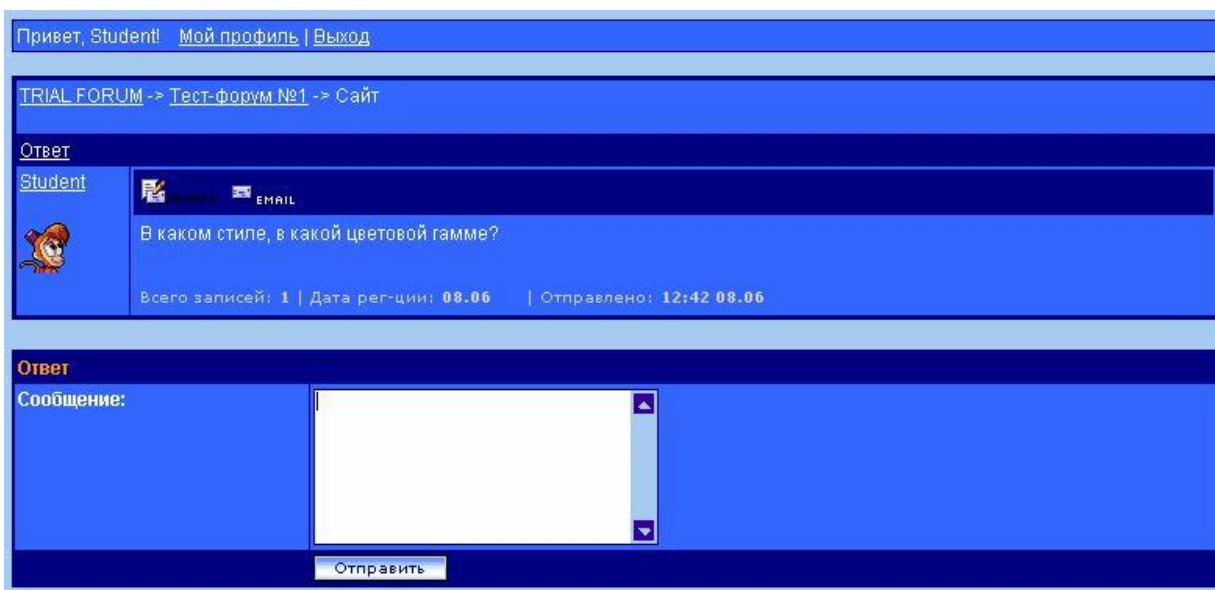 Привет, Student! Мой профиль | Выход
TRIAL FORUM -> Тест-форум №1 -> Сайт
Ответ
Student
EMAIL
В каком стиле, в какой цветовой гамме?
Всего записей: 1 | Дата рег-ции: 08.06 | Отправлено: 12:42 08.06
Ответ
Сообщение:
Отправить